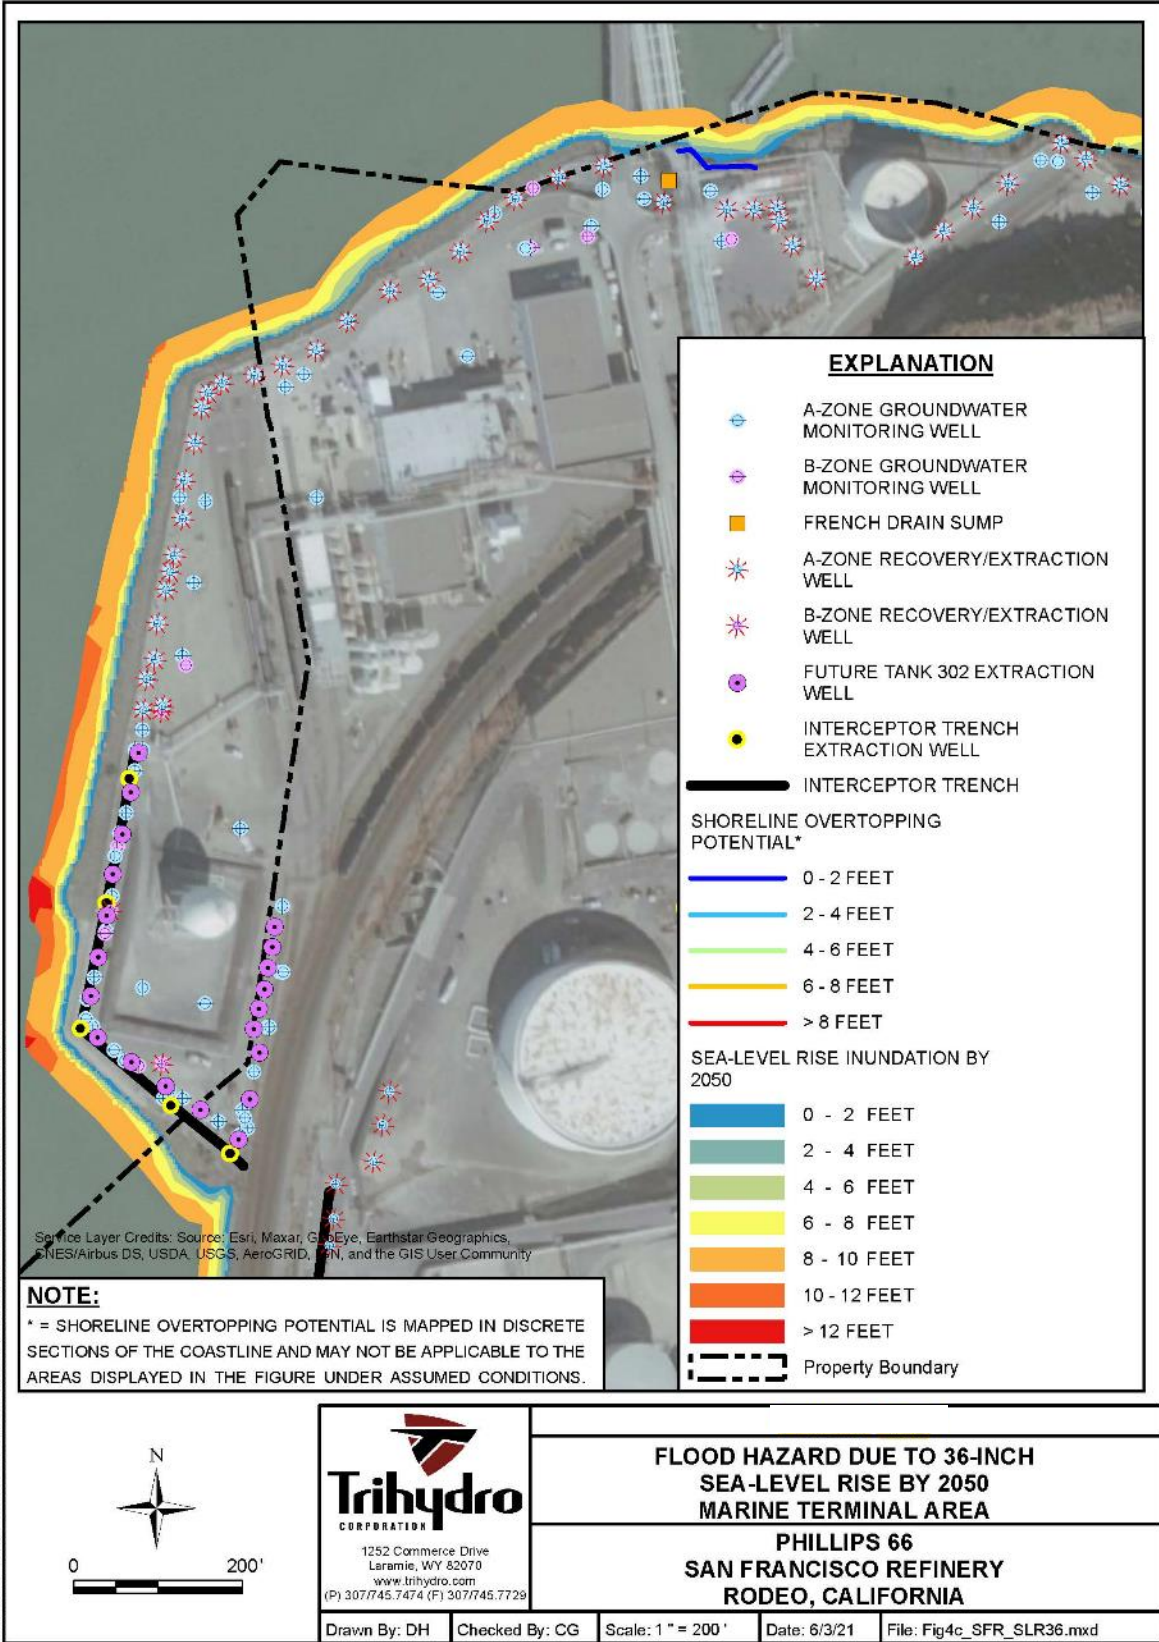 EXPLANATION
A-ZONE GROUNDWATER
MONITORING WELL
B-ZONE GROUNDWATER
MONITORING WELL
FRENCH DRAIN SUMP
A-ZONE RECOVERY/EXTRACTION
WELL
B-ZONE RECOVERY/EXTRACTION
WELL
FUTURE TANK 302 EXTRACTION
WELL
INTERCEPTOR TRENCH
EXTRACTION WELL
INTERCEPTOR TRENCH
SHORELINE OVERTOPPING
POTENTIAL*
0 - 2 FEET
2 - 4 FEET
4 - 6 FEET
6 - 8 FEET
> 8 FEET
SEA-LEVEL RISE INUNDATION BY
2050
0 - 2 FEET
2 - 4 FEET
4 - 6 FEET
6 - 8 FEET
8 - 10 FEET
10 - 12 FEET
> 12 FEET
Property Boundary
Service Layer Credits: Source: Esri, Maxar, GeoEye, Earthstar Geographics,
CNES/Airbus DS, USDA, USGS, AeroGRID, IGN, and the GIS User Community
NOTE:
* = SHORELINE OVERTOPPING POTENTIAL IS MAPPED IN DISCRETE
SECTIONS OF THE COASTLINE AND MAY NOT BE APPLICABLE TO THE
AREAS DISPLAYED IN THE FIGURE UNDER ASSUMED CONDITIONS.
N
0 200'
Trihydro
CORPORATION
1252 Commerce Drive
Laramie, WY 82070
www.trihydro.com
(P) 307/745.7474 (F) 307/745.7729
FLOOD HAZARD DUE TO 36-INCH
SEA-LEVEL RISE BY 2050
MARINE TERMINAL AREA
PHILLIPS 66
SAN FRANCISCO REFINERY
RODEO, CALIFORNIA
Drawn By: DH Checked By: CG Scale: 1 " = 200 ' Date: 6/3/21 File: Fig4c_SFR_SLR36.mxd